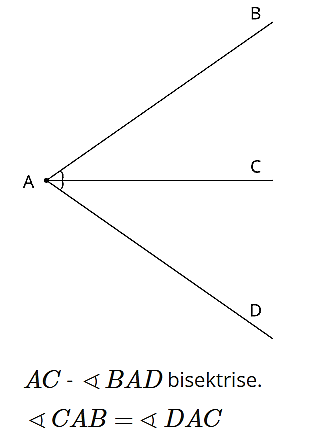 B
C
A
D
AC - ∢ BAD bisektrise.
∢ CAB = ∢ DAC